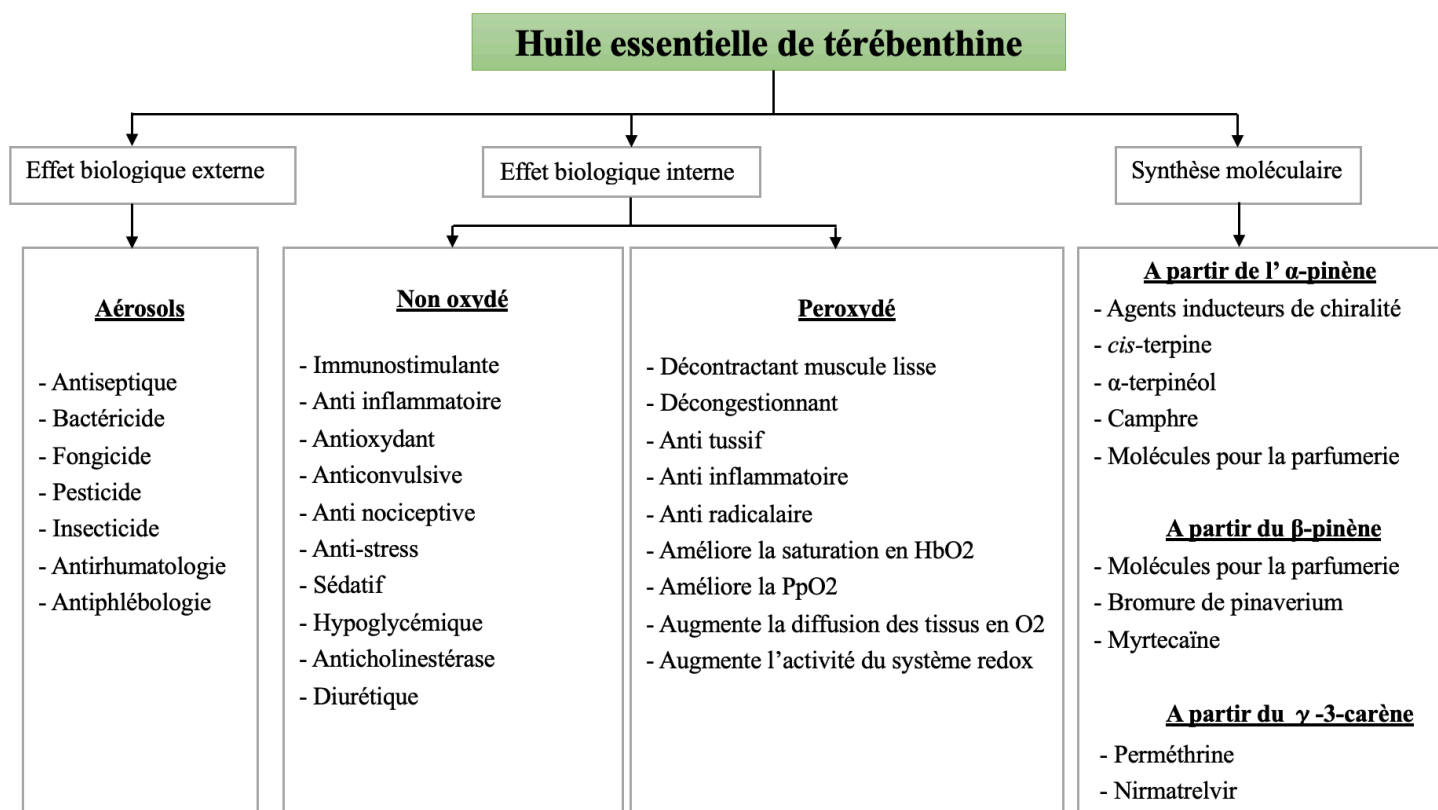 Huile essentielle de térébenthine
Effet biologique externe
Effet biologique interne
Synthèse moléculaire
Aérosols
- Antiseptique
- Bactéricide
- Fongicide
- Pesticide
- Insecticide
- Antirhumatologie
- Antiphlébologie
Non oxydé
- Immunostimulante
- Anti inflammatoire
- Antioxydant
- Anticonvulsive
- Anti nociceptive
- Anti-stress
- Sédatif
- Hypoglycémique
- Anticholinestérase
- Diurétique
Peroxydé
- Décontractant muscule lisse
- Décongestionnant
- Anti tussif
- Anti inflammatoire
- Anti radicalaire
- Améliore la saturation en HbO2
- Améliore la PpO2
- Augmente la diffusion des tissus en O2
- Augmente l’activité du système redox
A partir de l’ α-pinène
- Agents inducteurs de chiralité
- cis-terpine
- α-terpinéol
- Camphre
- Molécules pour la parfumerie
A partir du β-pinène
- Molécules pour la parfumerie
- Bromure de pinaverium
- Myrtecaïne
A partir du γ -3-carène
- Perméthrine
- Nirmatrelvir